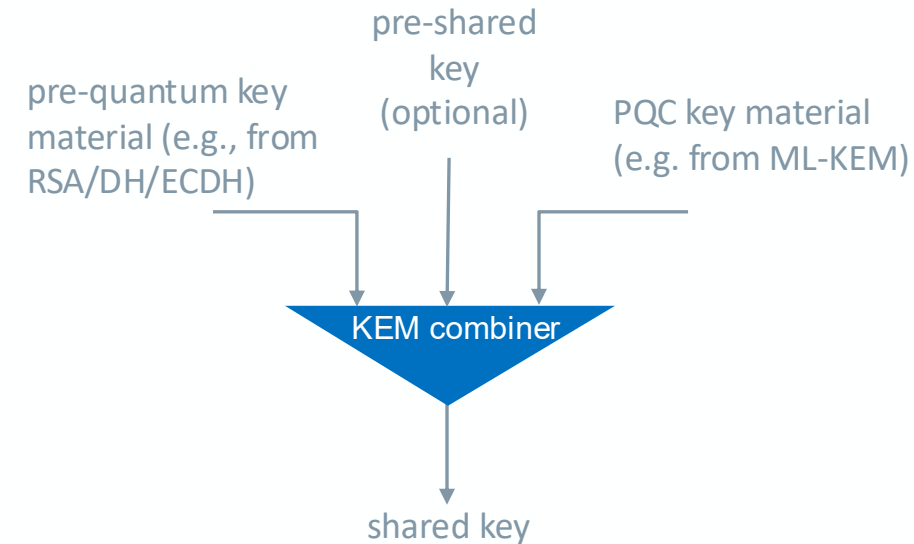 pre-shared
key
(optional)
pre-quantum key
material (e.g., from
RSA/DH/ECDH)
PQC key material
(e.g. from ML-KEM)
KEM combiner
shared key